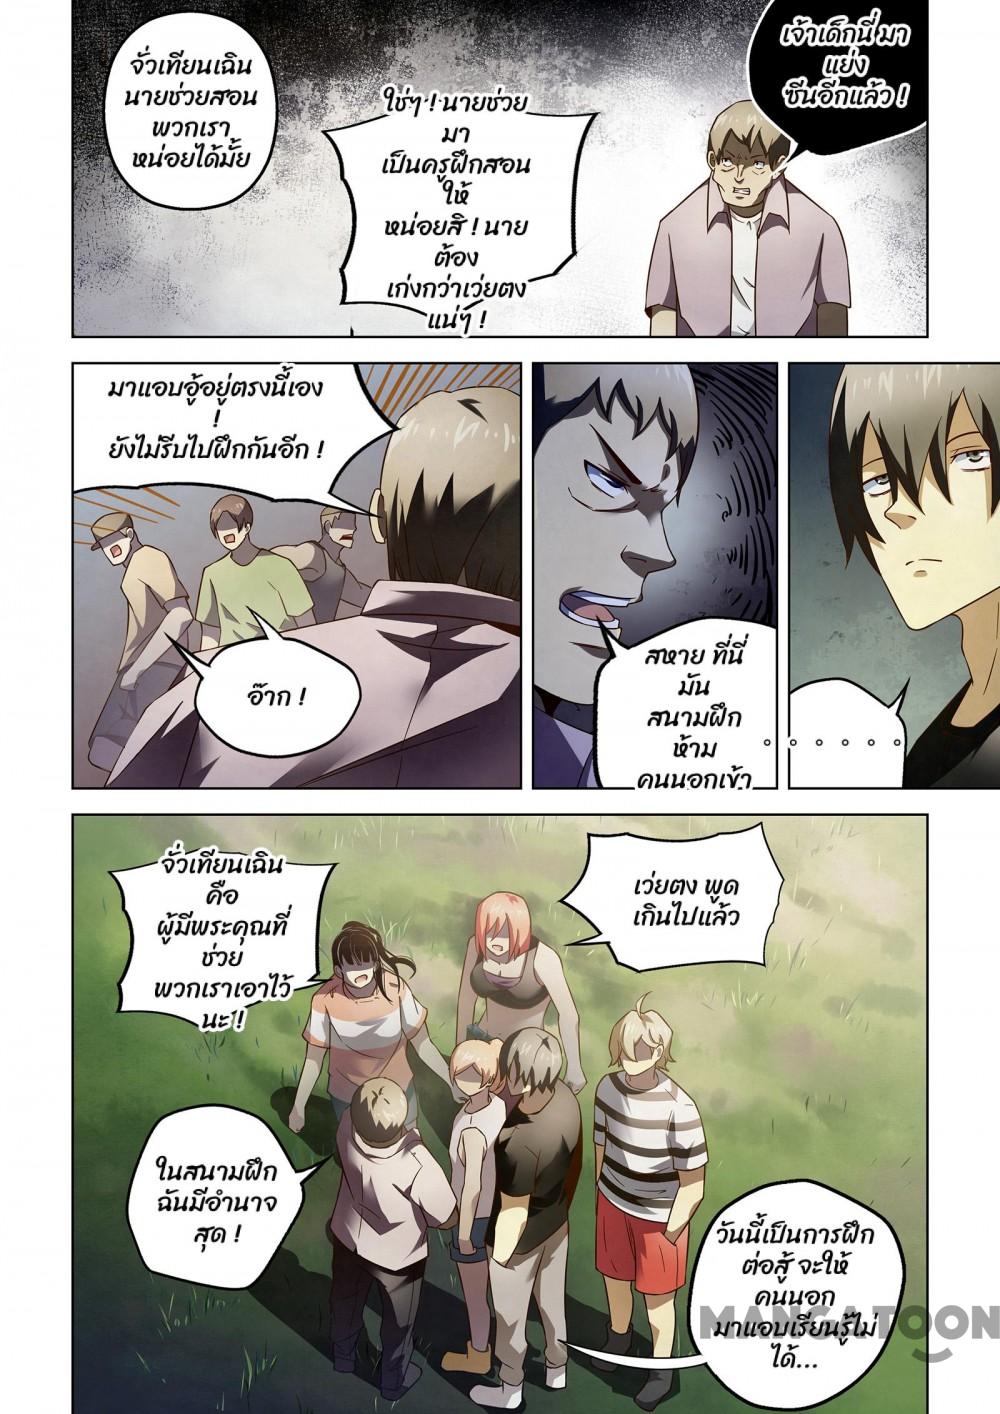 จั่วเทียนเฉิน
นายช่วยสอน
พวกเรา
หน่อยได้มั้ย
ใช่ๆ ! นายช่วย
มา
เป็นครูฝึกสอน
ให้
หน่อยสิ ! นาย
ต้อง
เก่งกว่าเว่ยตง
แน่ๆ !
เจ้าเด็กนี่ มา
แย่ง
ซีนอีกแล้ว !
มาแอบอู้อยู่ตรงนี้เอง
!
ยังไม่รีบไปฝึกกันอีก !
อ๊าก !
สหาย ที่นี่
มัน
สนามฝึก
ห้าม
คนนอกเข้า
。。。。。。
จั่วเทียนเฉิน
คือ
ผู้มีพระคุณที่
ช่วย
พวกเราเอาไว้
นะ !
เว่ยตง พูด
เกินไปแล้ว
ในสนามฝึก
ฉันมีอำนาจ
สุด !
วันนี้เป็นการฝึก
ต่อสู้ จะให้
คนนอก
มาแอบเรียนรู้ไม่
ได้...
MANGATOON